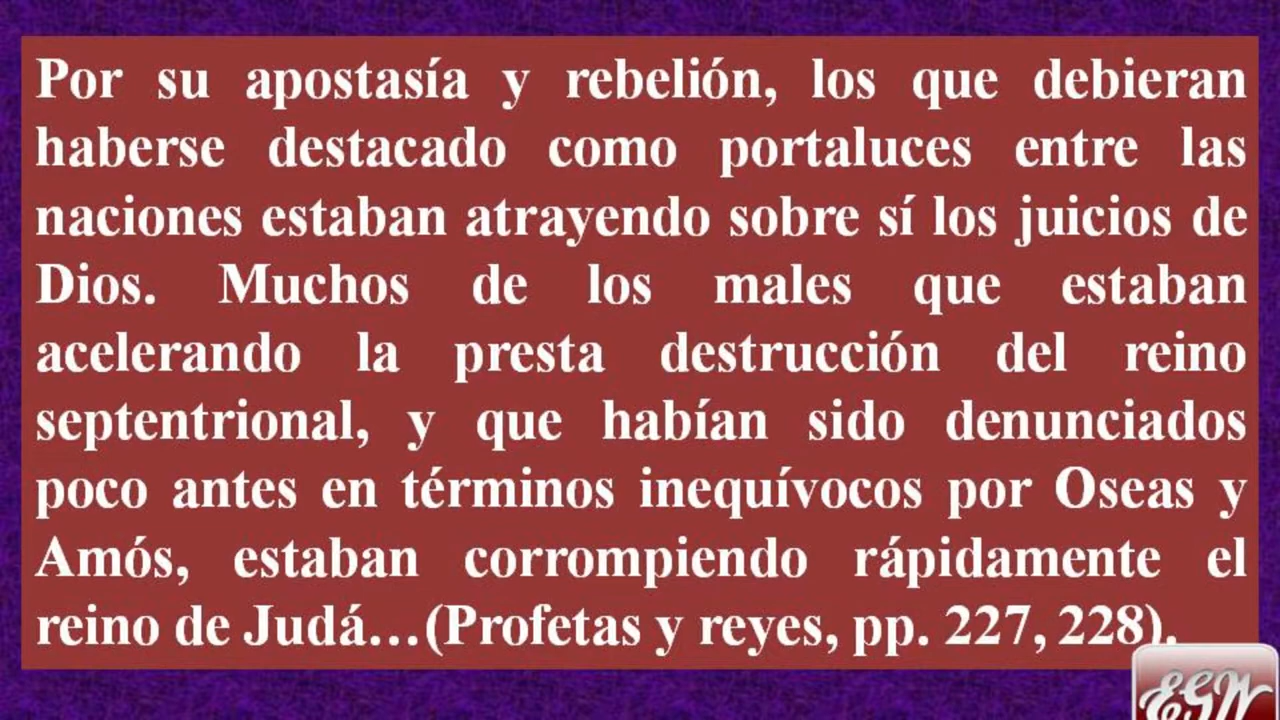 Por su apostasía y rebelión, los que debieran
haberse destacado como portaluces entre las
naciones estaban atrayendo sobre sí los juicios de
Dios. Muchos de los males que estaban
acelerando la presta destrucción del reino
septentrional, y que habían sido denunciados
poco antes en términos inequívocos por Oseas y
Amós, estaban corrompiendo rápidamente el
reino de Judá…(Profetas y reyes, pp. 227, 228).
EGW